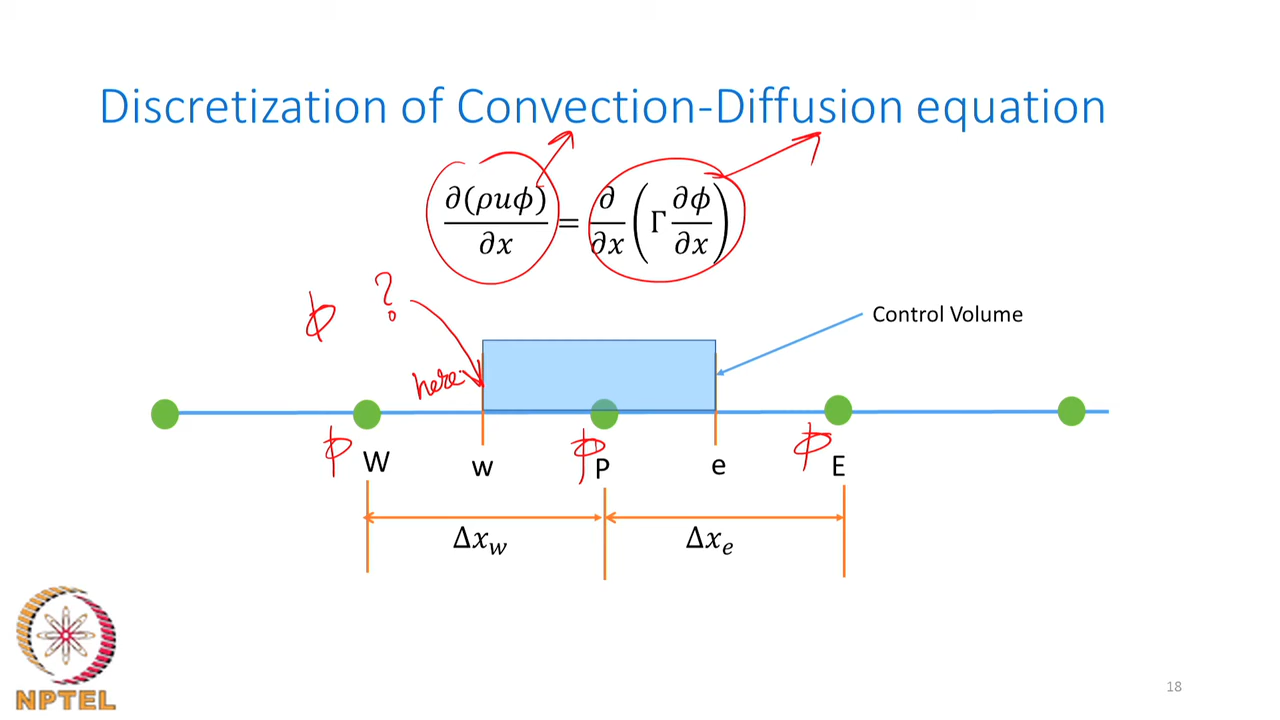 Discretization of Convection-Diffusion equation
∂(ρuϕ)/∂x = ∂/∂x (Γ ∂ϕ/∂x)
ϕ ?
Control Volume
here
ϕ W w ϕ P e ϕ E
Δx_w Δx_e
NPTEL
18